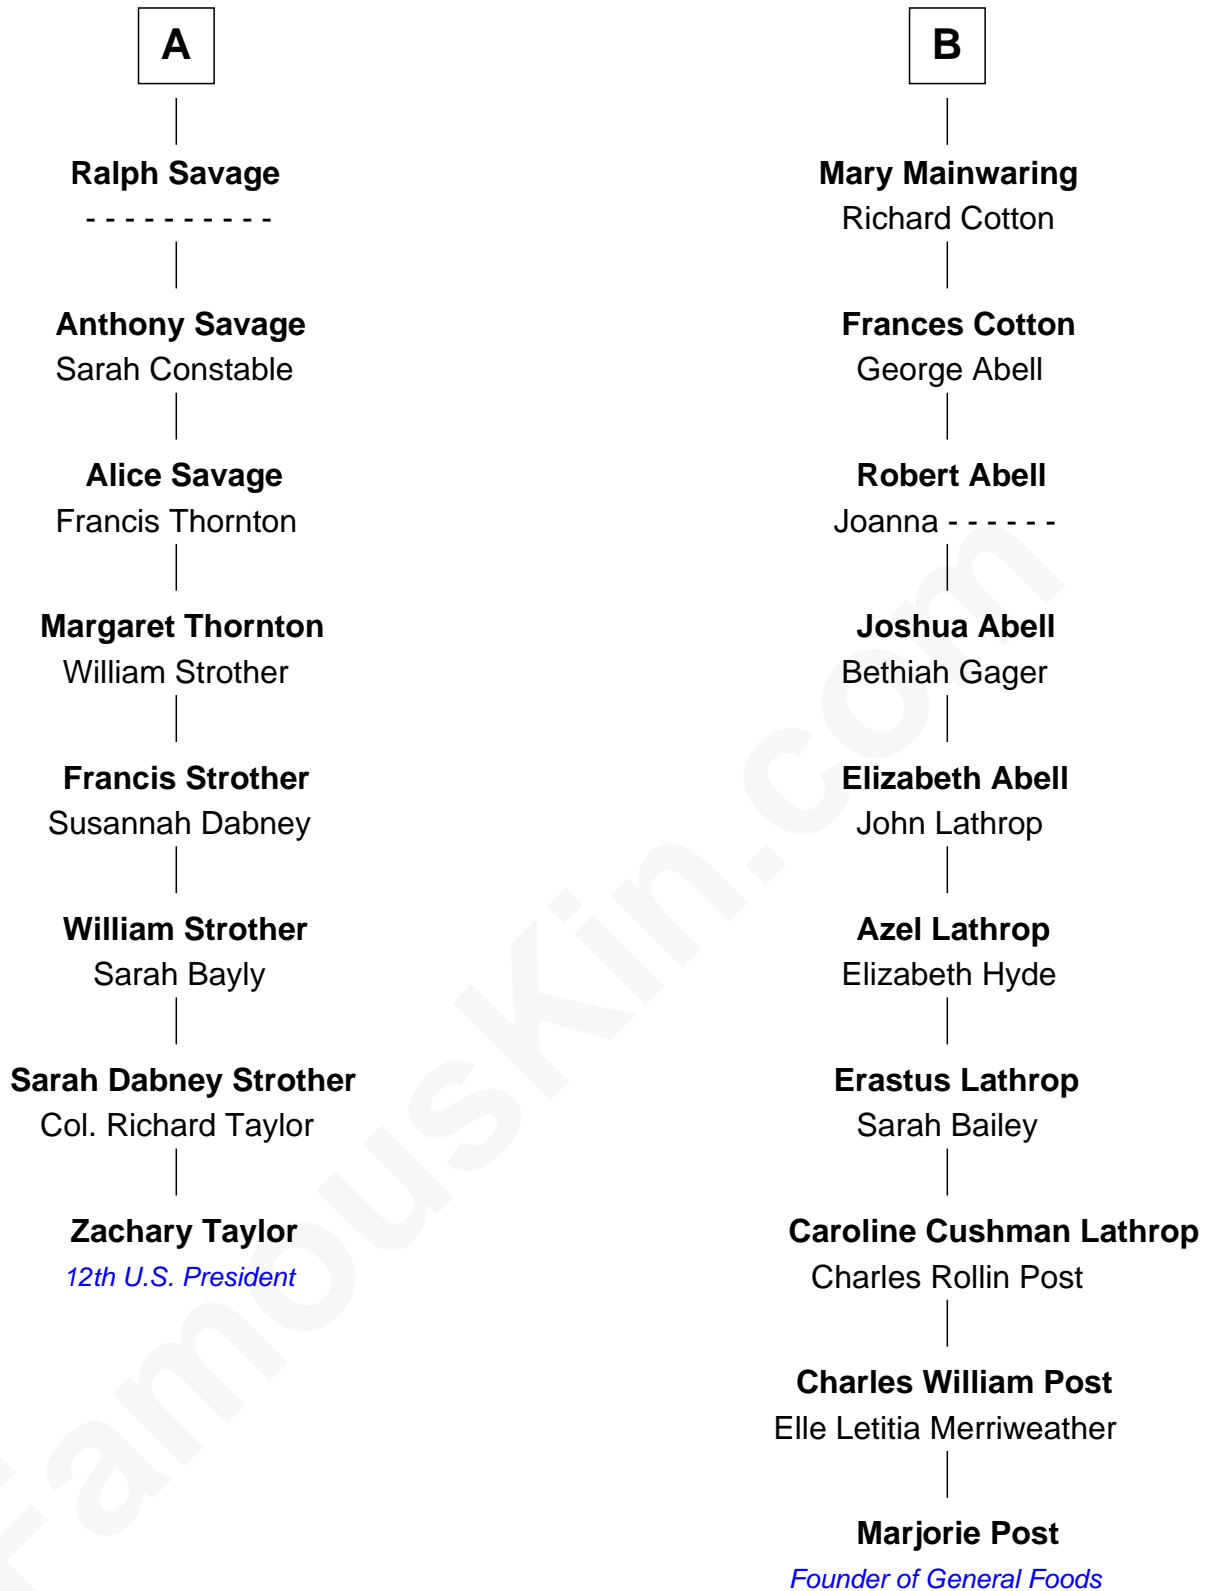 A
Ralph Savage
- - - - - - - - - -
Anthony Savage
Sarah Constable
Alice Savage
Francis Thornton
Margaret Thornton
William Strother
Francis Strother
Susannah Dabney
William Strother
Sarah Bayly
Sarah Dabney Strother
Col. Richard Taylor
Zachary Taylor
12th U.S. President
B
Mary Mainwaring
Richard Cotton
Frances Cotton
George Abell
Robert Abell
Joanna - - - - - -
Joshua Abell
Bethiah Gager
Elizabeth Abell
John Lathrop
Azel Lathrop
Elizabeth Hyde
Erastus Lathrop
Sarah Bailey
Caroline Cushman Lathrop
Charles Rollin Post
Charles William Post
Elle Letitia Merriweather
Marjorie Post
Founder of General Foods
FamousKin.com